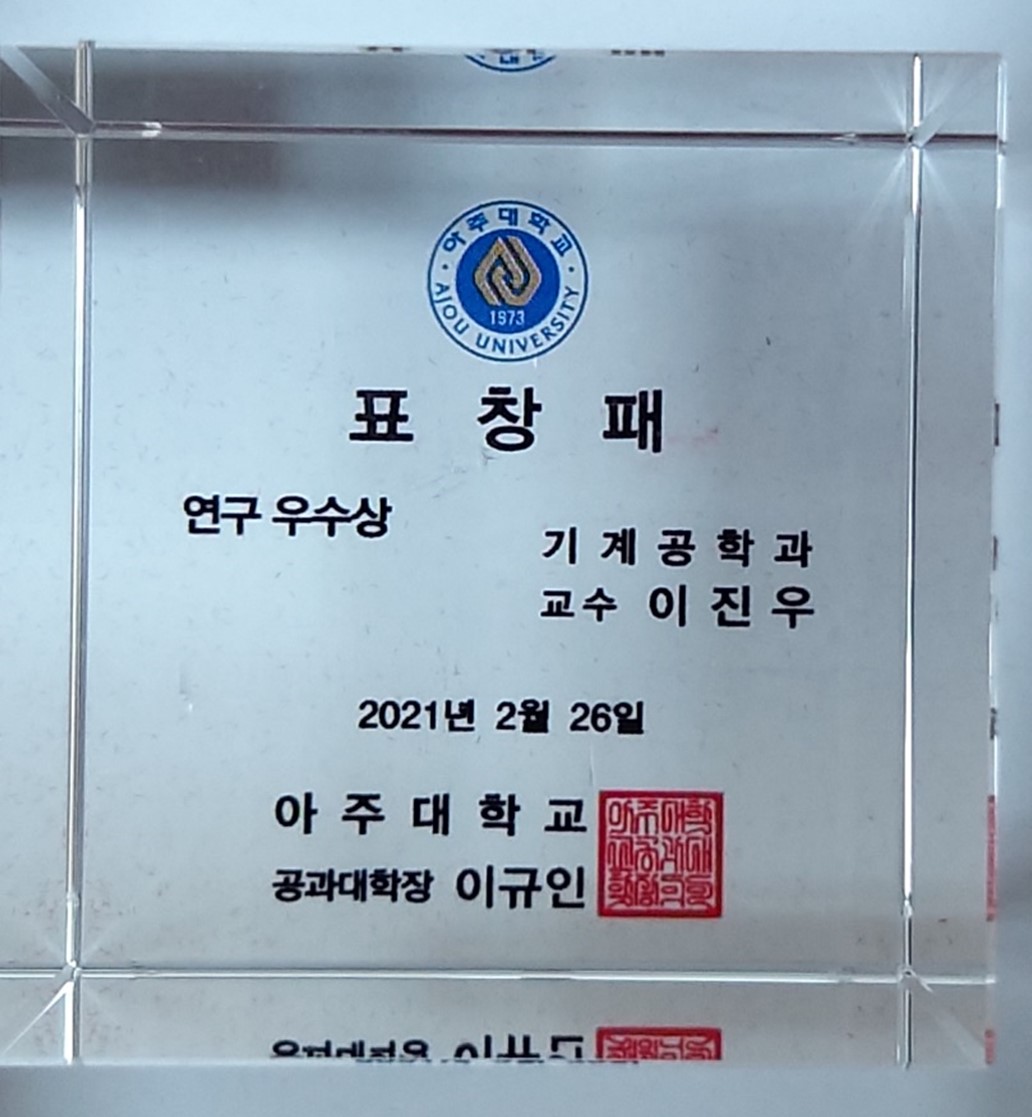 아주대학교
AJOU UNIVERSITY
1973
표 창 패
연구 우수상
기 계 공 학 과
교수 이 진 우
2021년 2월 26일
아 주 대 학 교
공과대학장 이규인